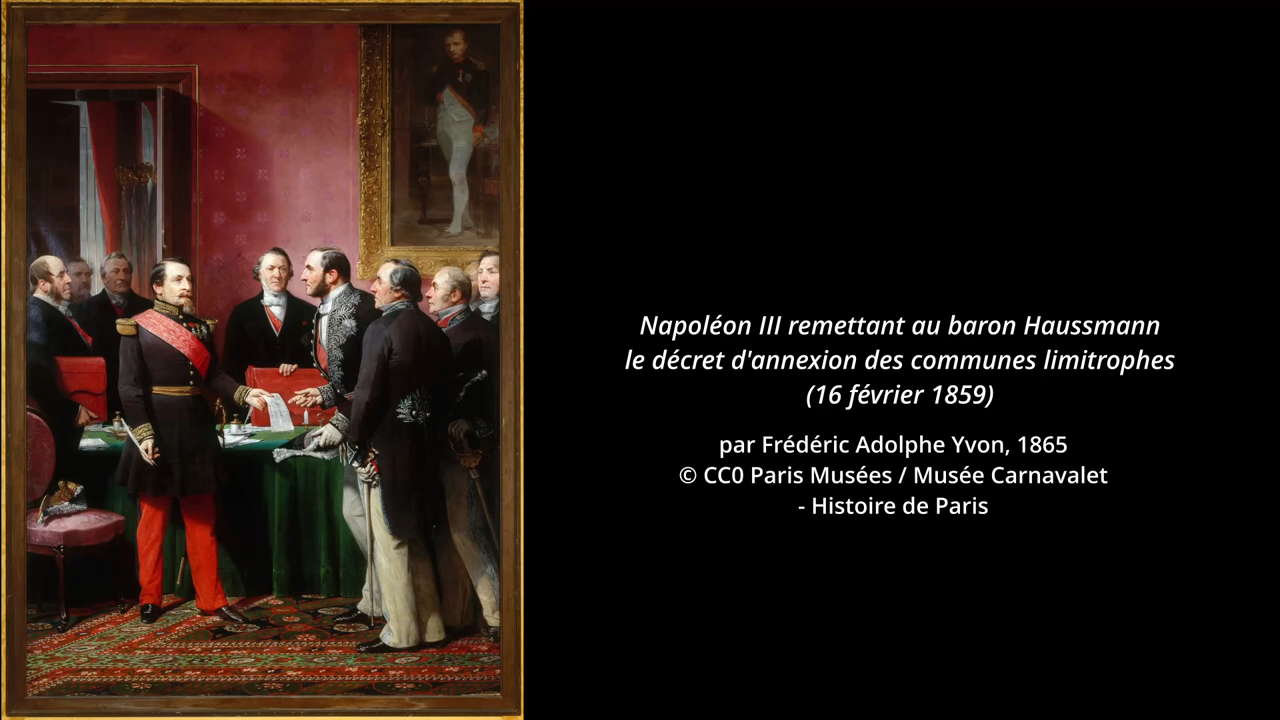 Napoléon III remettant au baron Haussmann
le décret d'annexion des communes limitrophes
(16 février 1859)
par Frédéric Adolphe Yvon, 1865
© CC0 Paris Musées / Musée Carnavalet
- Histoire de Paris